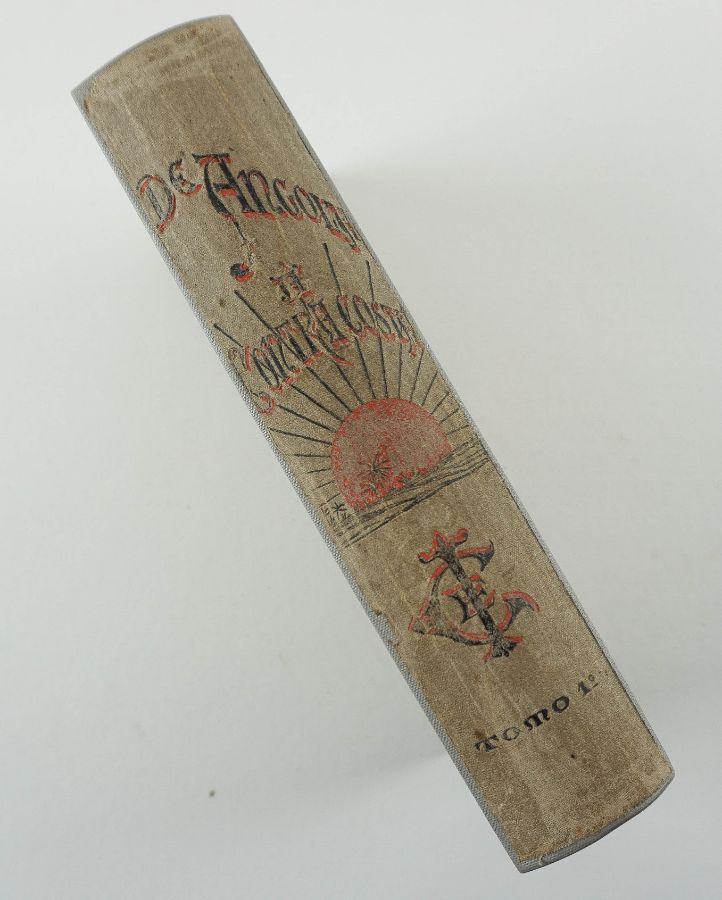 De Angola
á
Contra Costa
Tomo 1º